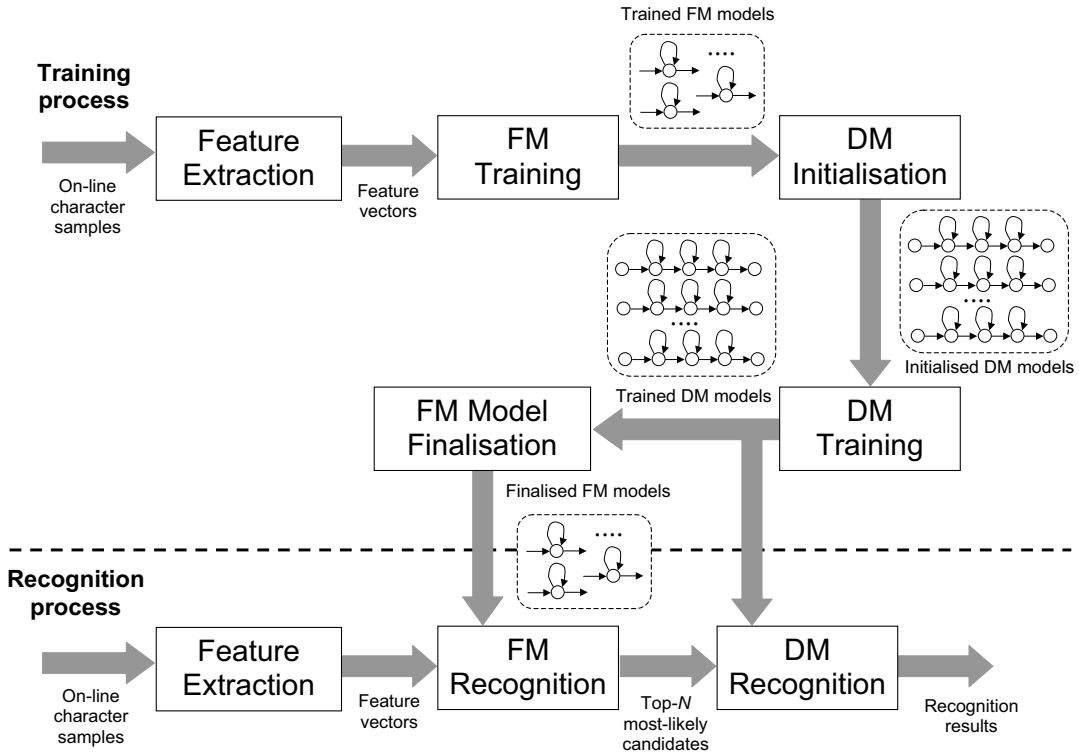 Trained FM models
Training
process
Feature
Extraction
FM
Training
DM
Initialisation
On-line
character
samples
Feature
vectors
Initialised DM models
Trained DM models
FM Model
Finalisation
DM
Training
Finalised FM models
Recognition
process
Feature
Extraction
FM
Recognition
DM
Recognition
On-line
character
samples
Feature
vectors
Top-N
most-likely
candidates
Recognition
results